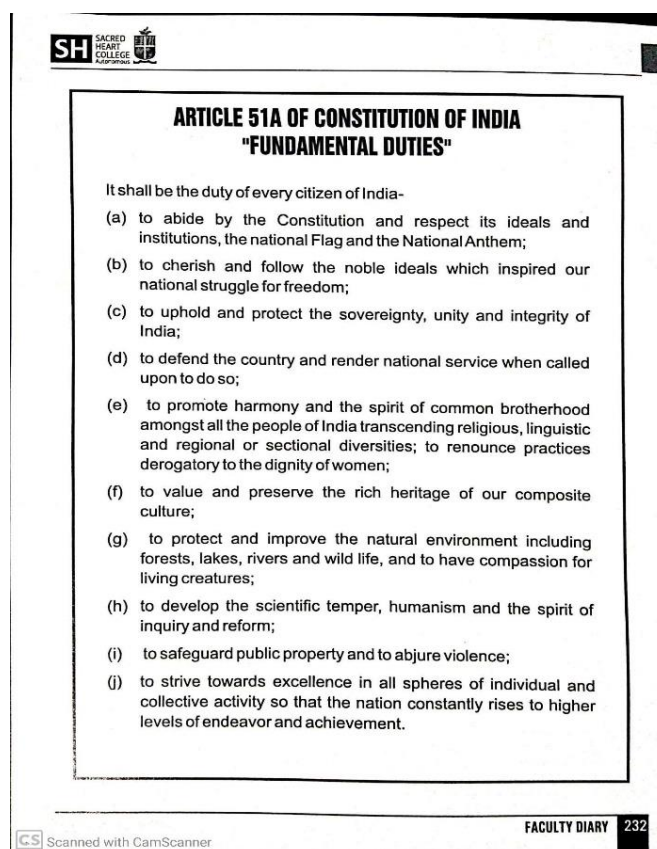 SH SACRED
HEART
COLLEGE
Autonomous
ARTICLE 51A OF CONSTITUTION OF INDIA
"FUNDAMENTAL DUTIES"
It shall be the duty of every citizen of India-
(a) to abide by the Constitution and respect its ideals and
institutions, the national Flag and the National Anthem;
(b) to cherish and follow the noble ideals which inspired our
national struggle for freedom;
(c) to uphold and protect the sovereignty, unity and integrity of
India;
(d) to defend the country and render national service when called
upon to do so;
(e) to promote harmony and the spirit of common brotherhood
amongst all the people of India transcending religious, linguistic
and regional or sectional diversities; to renounce practices
derogatory to the dignity of women;
(f) to value and preserve the rich heritage of our composite
culture;
(g) to protect and improve the natural environment including
forests, lakes, rivers and wild life, and to have compassion for
living creatures;
(h) to develop the scientific temper, humanism and the spirit of
inquiry and reform;
(i) to safeguard public property and to abjure violence;
(j) to strive towards excellence in all spheres of individual and
collective activity so that the nation constantly rises to higher
levels of endeavor and achievement.
FACULTY DIARY 232
CS Scanned with CamScanner